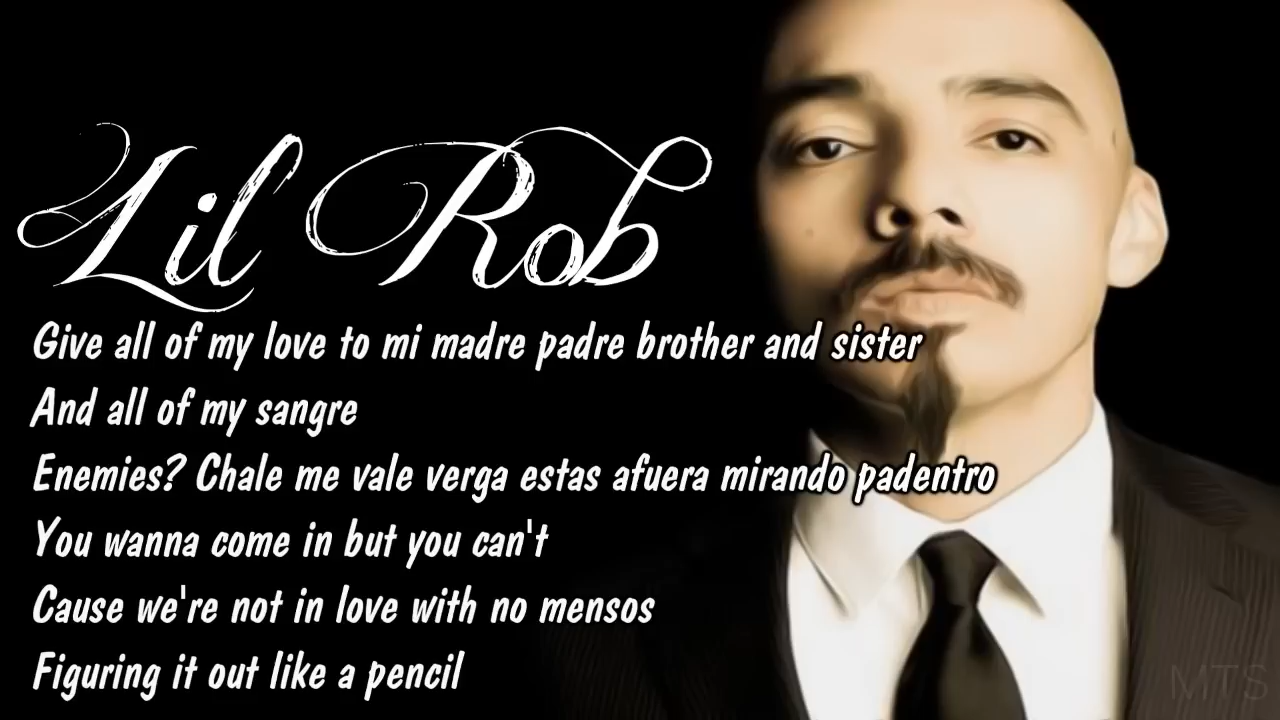 Lil Rob
Give all of my love to mi madre padre brother and sister
And all of my sangre
Enemies? Chale me vale verga estas afuera mirando padentro
You wanna come in but you can't
Cause we're not in love with no mensos
Figuring it out like a pencil
MTS